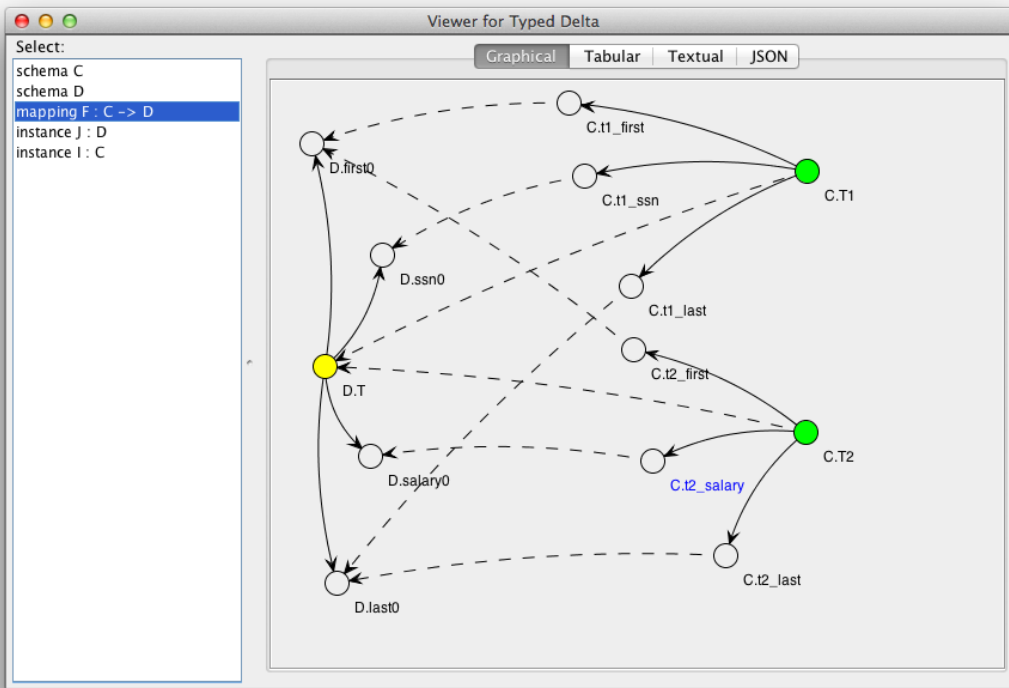 Viewer for Typed Delta
Select:
schema C
schema D
mapping F : C -> D
instance J : D
instance I : C
Graphical Tabular Textual JSON
C.t1_first
D.first0
C.t1_ssn
C.T1
D.ssn0
C.t1_last
C.t2_first
D.T
C.T2
D.salary0
C.t2_salary
C.t2_last
D.last0